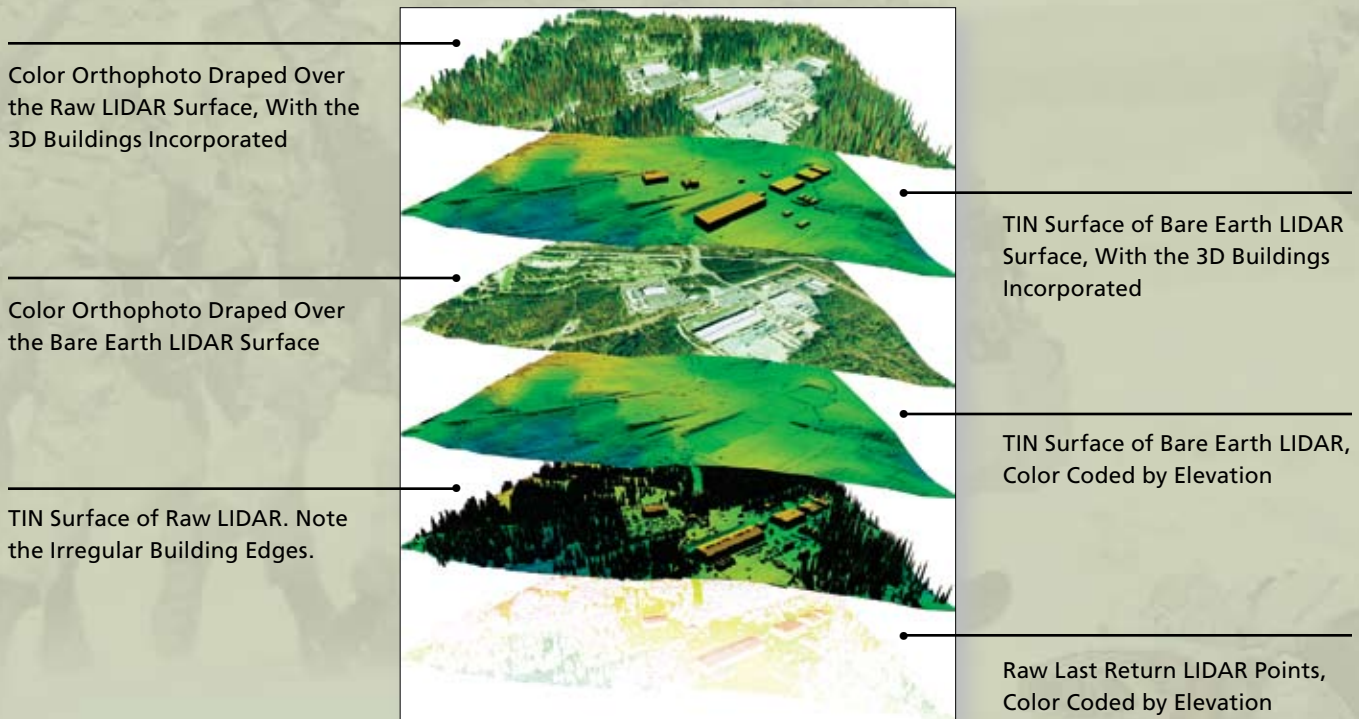 Color Orthophoto Draped Over
the Raw LIDAR Surface, With the
3D Buildings Incorporated
TIN Surface of Bare Earth LIDAR
Surface, With the 3D Buildings
Incorporated
Color Orthophoto Draped Over
the Bare Earth LIDAR Surface
TIN Surface of Bare Earth LIDAR,
Color Coded by Elevation
TIN Surface of Raw LIDAR. Note
the Irregular Building Edges.
Raw Last Return LIDAR Points,
Color Coded by Elevation